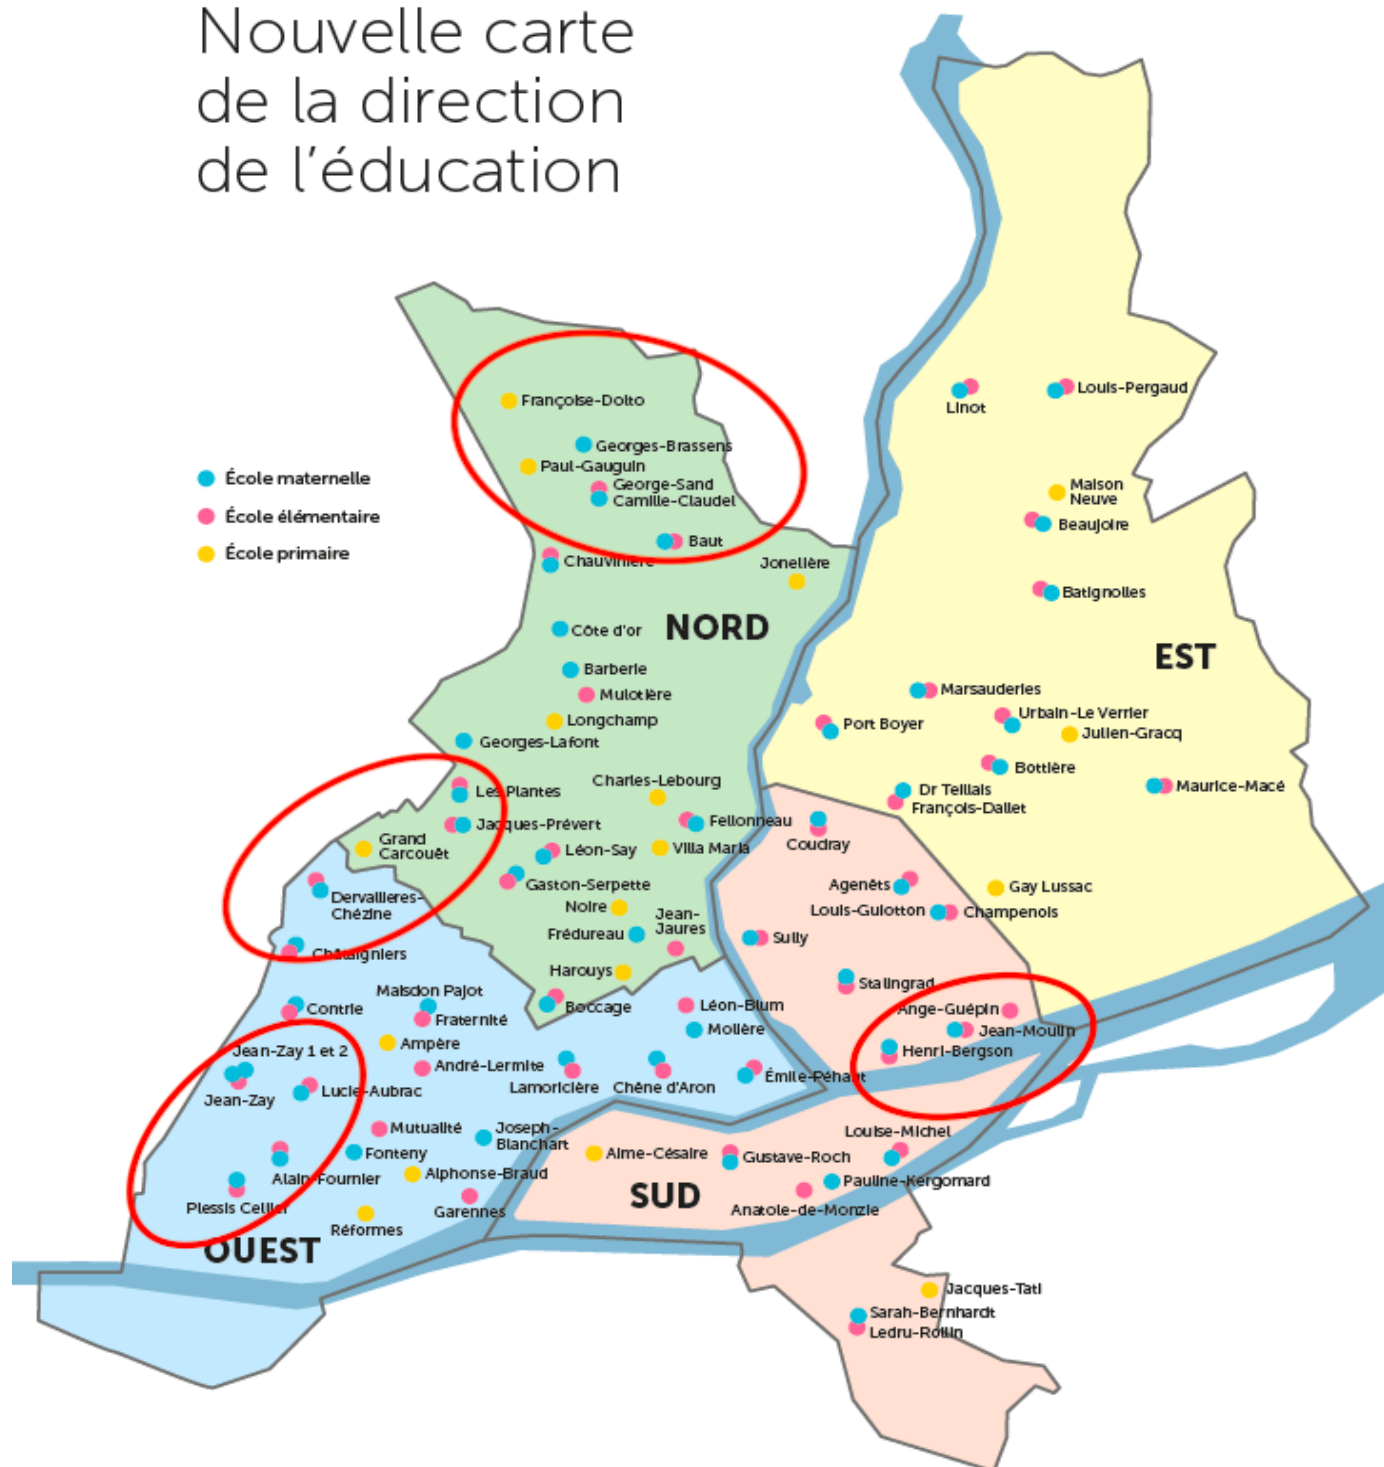 Nouvelle carte
de la direction
de l'éducation
École maternelle
École élémentaire
École primaire
Françoise-Dolto
Georges-Brassens
Paul-Gauguin
George-Sand
Camille-Claudel
Baut
Chauvinière
Jonelière
Côte d'or
NORD
Barberie
Mulotière
Longchamp
Georges-Lafont
Les Plantes
Charles-Lebourg
Jacques-Prévert
Fellonneau
Grand
Carcouët
Léon-Say
Villa Maria
Gaston-Serpette
Noire
Jean-
Jaures
Frédureau
Harouys
Linot
Louis-Pergaud
Maison
Neuve
Beaujoire
Batignolles
EST
Marsauderies
Urbain-Le Verrier
Port Boyer
Julien-Gracq
Bottière
Maurice-Macé
Dr Teillais
François-Dallet
Gay Lussac
Coudray
Agenêts
Louis-Guiotton
Champenois
Sully
Stalingrad
Ange-Guépin
Jean-Moulin
Henri-Bergson
Dervallières-
Chézine
Châtaigniers
Contrie
Maisdon Pajot
Fraternité
Boccage
Léon-Blum
Molière
Ampère
Jean-Zay 1 et 2
André-Lermite
Lamoricière
Chêne d'Aron
Émile-Péhant
Jean-Zay
Lucie-Aubrac
Mutualité
Joseph-
Blanchart
Fonteny
Alain-Fournier
Alphonse-Braud
Plessis Cellier
Garennes
Réformes
OUEST
Louise-Michel
Aime-Césaire
Gustave-Roch
Pauline-Kergomard
SUD
Anatole-de-Monzie
Jacques-Tati
Sarah-Bernhardt
Ledru-Rollin